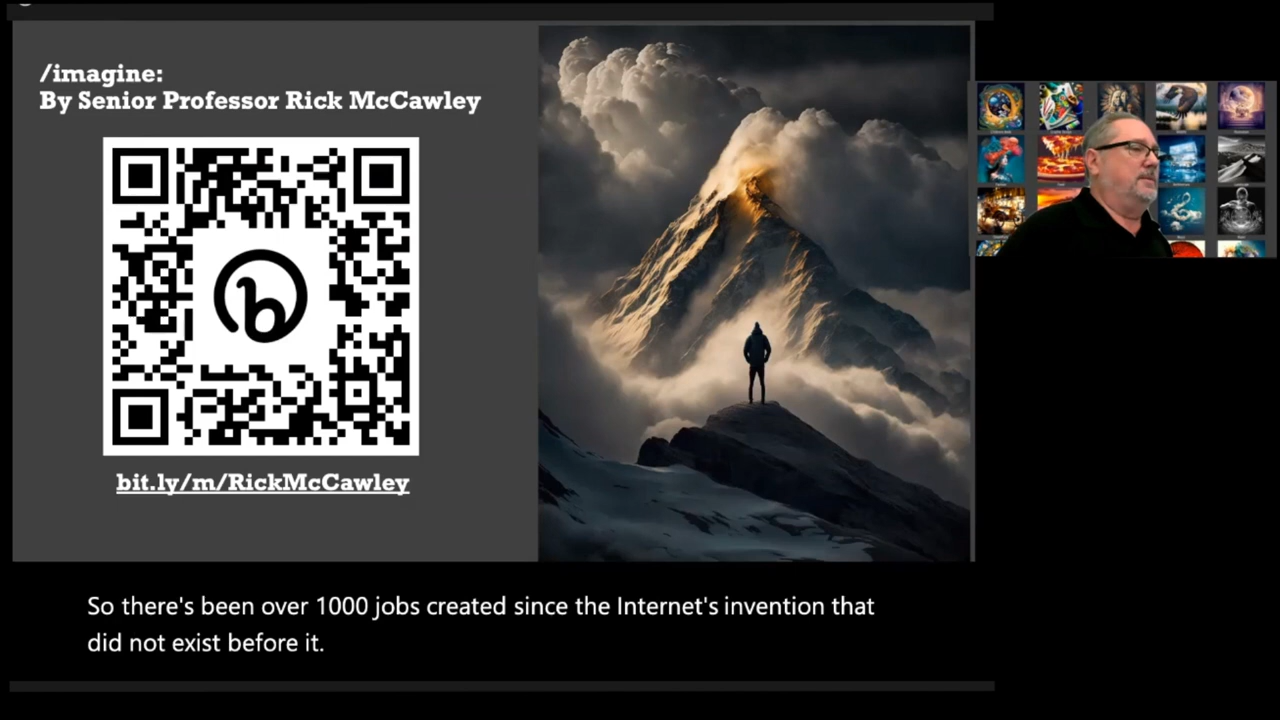 /imagine:
By Senior Professor Rick McCawley
bit.ly/m/RickMcCawley
So there's been over 1000 jobs created since the Internet's invention that
did not exist before it.